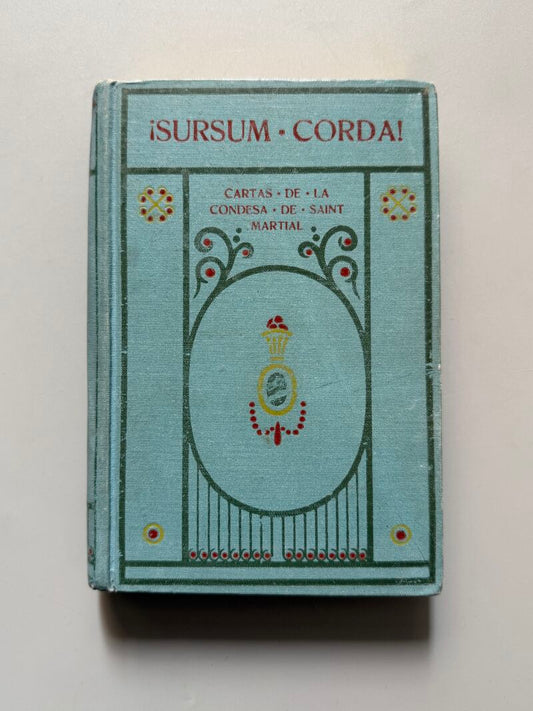 ¡SURSUM · CORDA!
CARTAS · DE · LA
CONDESA · DE · SAINT
MARTIAL